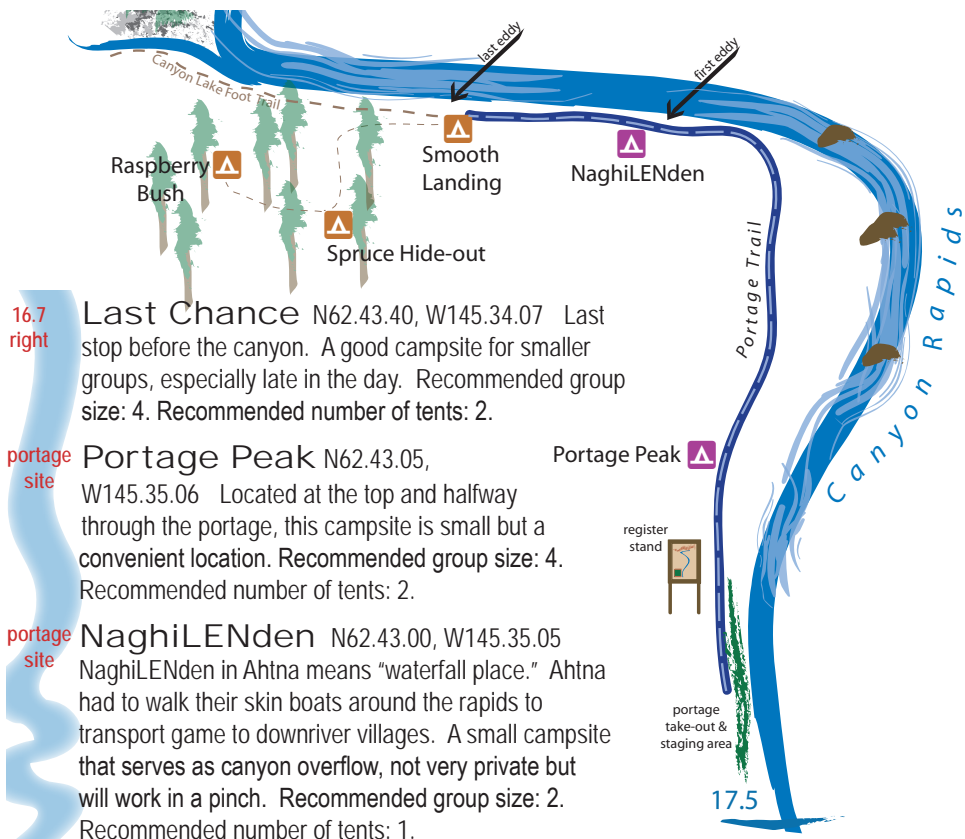 last eddy
first eddy
Canyon Lake Foot Trail
Raspberry
Bush
Smooth
Landing
NaghiLENden
Spruce Hide-out
Portage Trail
Canyon Rapids
Portage Peak
register
stand
portage
take-out &
staging area
17.5
16.7
right
Last Chance N62.43.40, W145.34.07 Last
stop before the canyon. A good campsite for smaller
groups, especially late in the day. Recommended group
size: 4. Recommended number of tents: 2.
portage
site
Portage Peak N62.43.05,
W145.35.06 Located at the top and halfway
through the portage, this campsite is small but a
convenient location. Recommended group size: 4.
Recommended number of tents: 2.
portage
site
NaghiLENden N62.43.00, W145.35.05
NaghiLENden in Ahtna means “waterfall place.” Ahtna
had to walk their skin boats around the rapids to
transport game to downriver villages. A small campsite
that serves as canyon overflow, not very private but
will work in a pinch. Recommended group size: 2.
Recommended number of tents: 1.